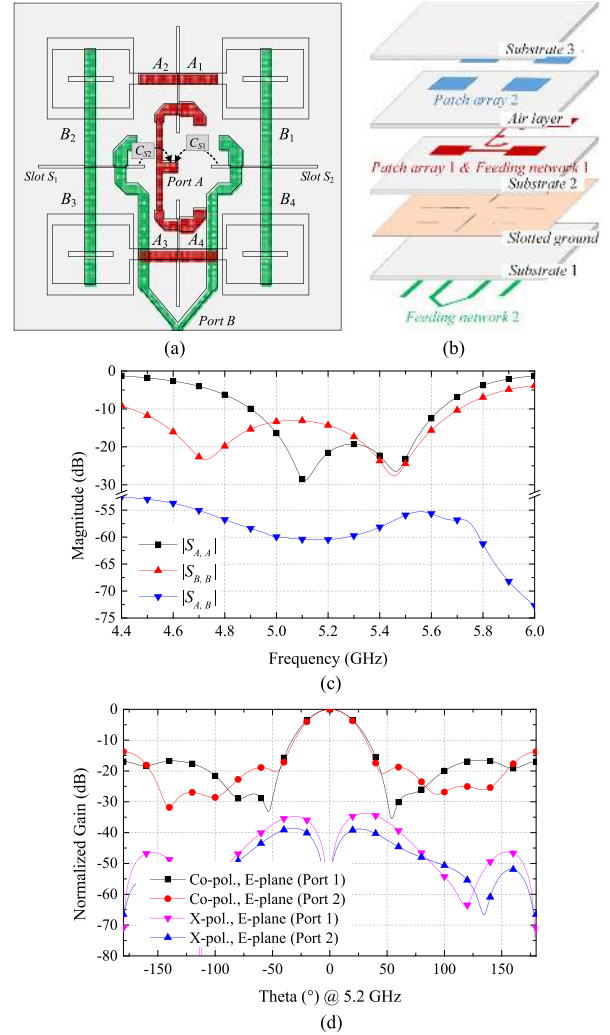 A₂ A₁
B₂ B₁
C_S2 C_S1
Slot S₁ Port A Slot S₂
B₃ B₄
A₃ A₄
Port B
(a)
Substrate 3
Patch array 2
Air layer
Patch array 1 & Feeding network 1
Substrate 2
Slotted ground
Substrate 1
Feeding network 2
(b)
Magnitude (dB)
0
-10
-20
-30
-55
-60
-65
-70
-75
|S_A, A|
|S_B, B|
|S_A, B|
4.4 4.6 4.8 5.0 5.2 5.4 5.6 5.8 6.0
Frequency (GHz)
(c)
Normalized Gain (dB)
0
-10
-20
-30
-40
-50
-60
-70
-80
Co-pol., E-plane (Port 1)
Co-pol., E-plane (Port 2)
X-pol., E-plane (Port 1)
X-pol., E-plane (Port 2)
-150 -100 -50 0 50 100 150
Theta (°) @ 5.2 GHz
(d)